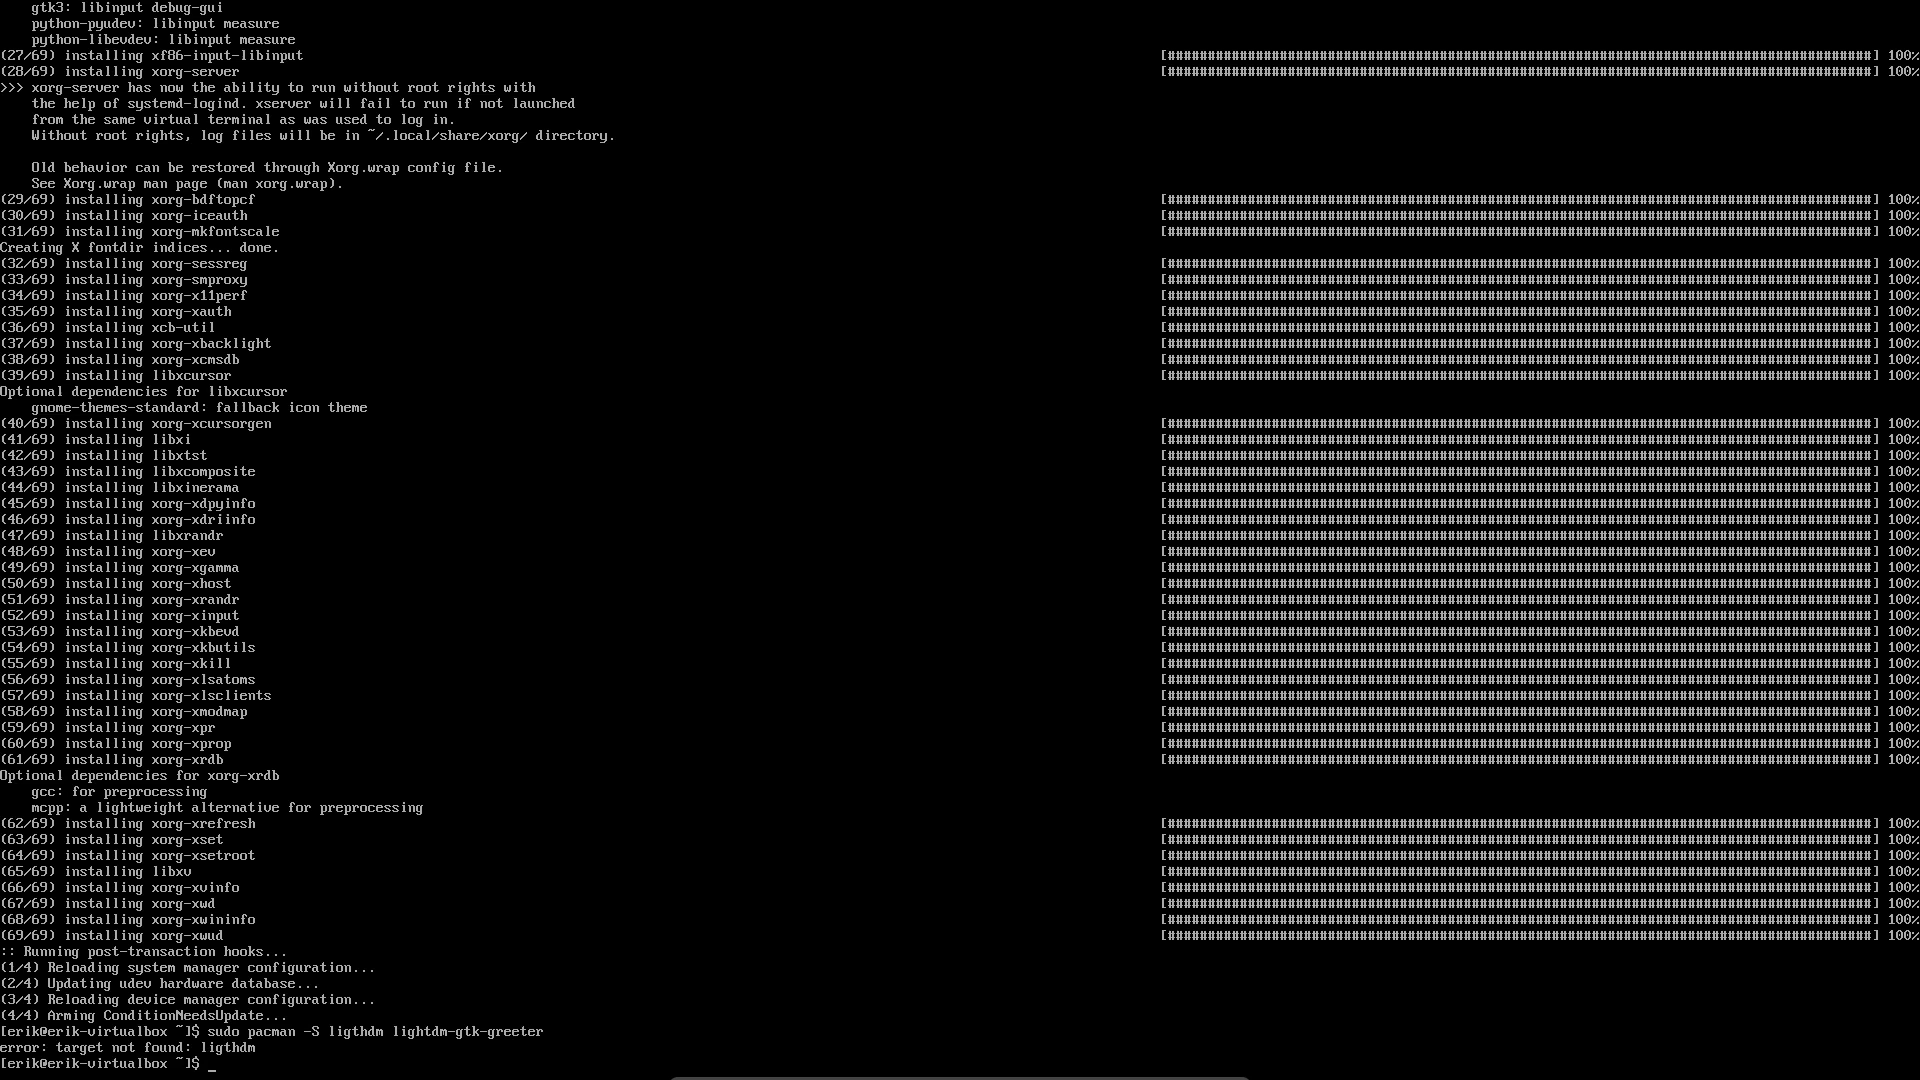 gtk3: libinput debug-gui
    python-pyudev: libinput measure
    python-libevdev: libinput measure
(27/69) installing xf86-input-libinput [########################################################################################] 100%
(28/69) installing xorg-server [########################################################################################] 100%
>>> xorg-server has now the ability to run without root rights with
    the help of systemd-logind. xserver will fail to run if not launched
    from the same virtual terminal as was used to log in.
    Without root rights, log files will be in ~/.local/share/xorg/ directory.
    Old behavior can be restored through Xorg.wrap config file.
    See Xorg.wrap man page (man xorg.wrap).
(29/69) installing xorg-bdftopcf [########################################################################################] 100%
(30/69) installing xorg-iceauth [########################################################################################] 100%
(31/69) installing xorg-mkfontscale [########################################################################################] 100%
Creating X fontdir indices... done.
(32/69) installing xorg-sessreg [########################################################################################] 100%
(33/69) installing xorg-smproxy [########################################################################################] 100%
(34/69) installing xorg-x11perf [########################################################################################] 100%
(35/69) installing xorg-xauth [########################################################################################] 100%
(36/69) installing xcb-util [########################################################################################] 100%
(37/69) installing xorg-xbacklight [########################################################################################] 100%
(38/69) installing xorg-xcmsdb [########################################################################################] 100%
(39/69) installing libxcursor [########################################################################################] 100%
Optional dependencies for libxcursor
    gnome-themes-standard: fallback icon theme
(40/69) installing xorg-xcursorgen [########################################################################################] 100%
(41/69) installing libxi [########################################################################################] 100%
(42/69) installing libxtst [########################################################################################] 100%
(43/69) installing libxcomposite [########################################################################################] 100%
(44/69) installing libxinerama [########################################################################################] 100%
(45/69) installing xorg-xdpyinfo [########################################################################################] 100%
(46/69) installing xorg-xdriinfo [########################################################################################] 100%
(47/69) installing libxrandr [########################################################################################] 100%
(48/69) installing xorg-xev [########################################################################################] 100%
(49/69) installing xorg-xgamma [########################################################################################] 100%
(50/69) installing xorg-xhost [########################################################################################] 100%
(51/69) installing xorg-xrandr [########################################################################################] 100%
(52/69) installing xorg-xinput [########################################################################################] 100%
(53/69) installing xorg-xkbevd [########################################################################################] 100%
(54/69) installing xorg-xkbutils [########################################################################################] 100%
(55/69) installing xorg-xkill [########################################################################################] 100%
(56/69) installing xorg-xlsatoms [########################################################################################] 100%
(57/69) installing xorg-xlsclients [########################################################################################] 100%
(58/69) installing xorg-xmodmap [########################################################################################] 100%
(59/69) installing xorg-xpr [########################################################################################] 100%
(60/69) installing xorg-xprop [########################################################################################] 100%
(61/69) installing xorg-xrdb [########################################################################################] 100%
Optional dependencies for xorg-xrdb
    gcc: for preprocessing
    mcpp: a lightweight alternative for preprocessing
(62/69) installing xorg-xrefresh [########################################################################################] 100%
(63/69) installing xorg-xset [########################################################################################] 100%
(64/69) installing xorg-xsetroot [########################################################################################] 100%
(65/69) installing libxv [########################################################################################] 100%
(66/69) installing xorg-xvinfo [########################################################################################] 100%
(67/69) installing xorg-xwd [########################################################################################] 100%
(68/69) installing xorg-xwininfo [########################################################################################] 100%
(69/69) installing xorg-xwud [########################################################################################] 100%
:: Running post-transaction hooks...
(1/4) Reloading system manager configuration...
(2/4) Updating udev hardware database...
(3/4) Reloading device manager configuration...
(4/4) Arming ConditionNeedsUpdate...
[erik@erik-virtualbox ~]$ sudo pacman -S ligthdm lightdm-gtk-greeter
error: target not found: ligthdm
[erik@erik-virtualbox ~]$ _